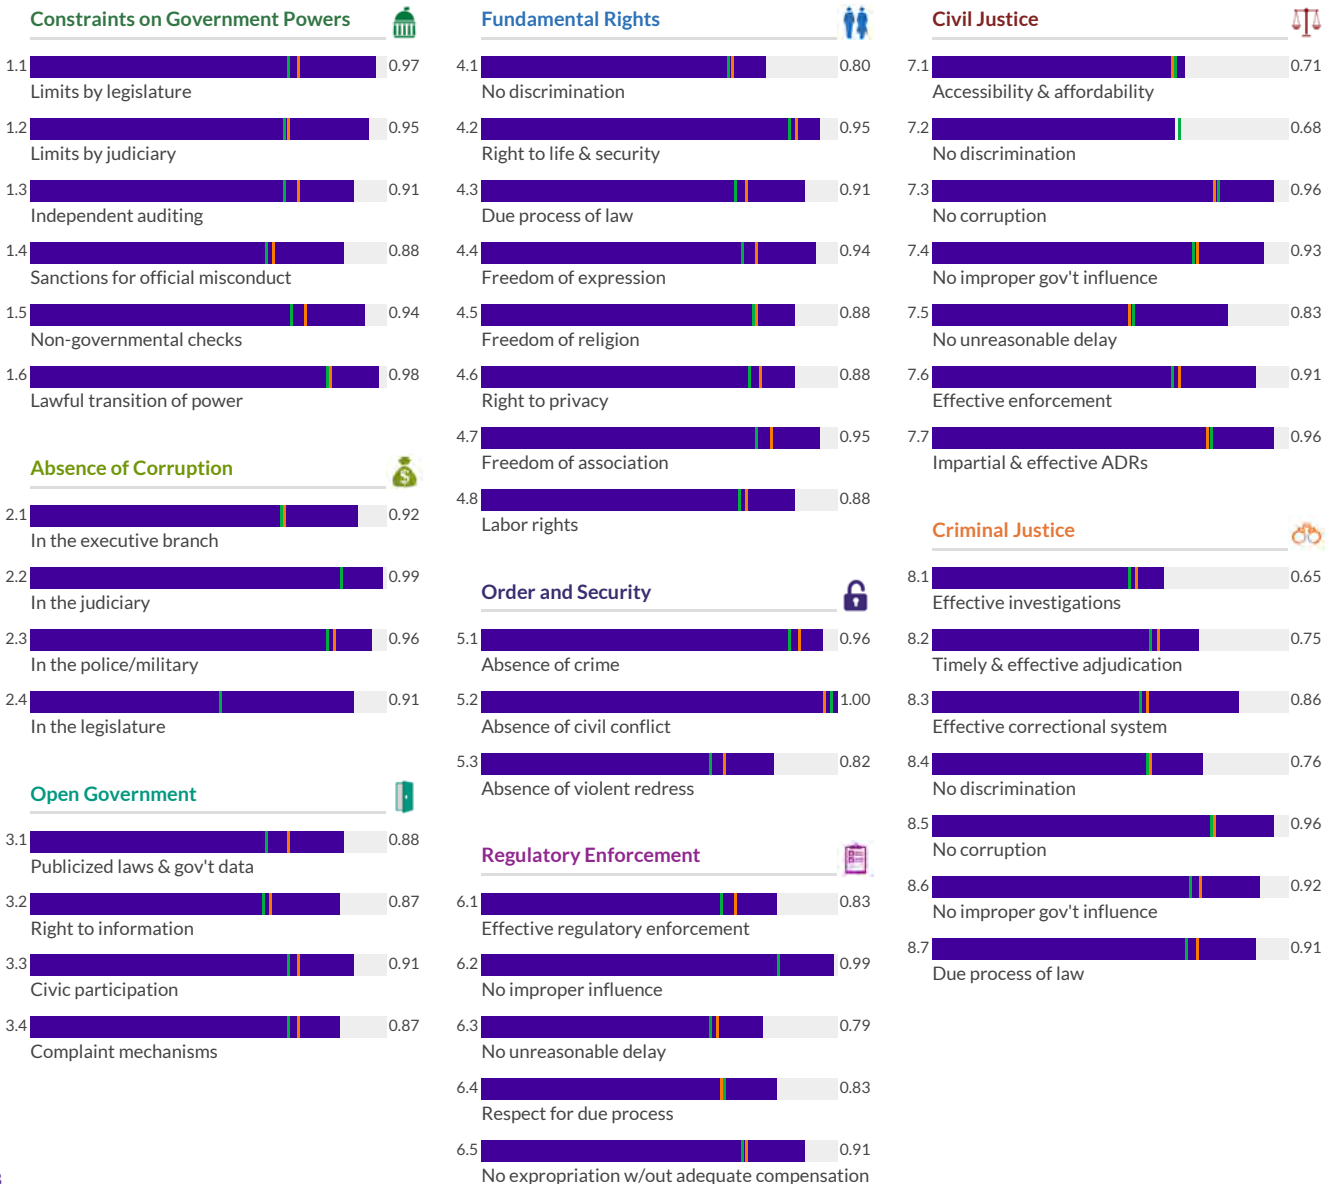 Constraints on Government Powers
1.1 0.97
Limits by legislature
1.2 0.95
Limits by judiciary
1.3 0.91
Independent auditing
1.4 0.88
Sanctions for official misconduct
1.5 0.94
Non-governmental checks
1.6 0.98
Lawful transition of power
Absence of Corruption
$
2.1 0.92
In the executive branch
2.2 0.99
In the judiciary
2.3 0.96
In the police/military
2.4 0.91
In the legislature
Open Government
3.1 0.88
Publicized laws & gov't data
3.2 0.87
Right to information
3.3 0.91
Civic participation
3.4 0.87
Complaint mechanisms
Fundamental Rights
4.1 0.80
No discrimination
4.2 0.95
Right to life & security
4.3 0.91
Due process of law
4.4 0.94
Freedom of expression
4.5 0.88
Freedom of religion
4.6 0.88
Right to privacy
4.7 0.95
Freedom of association
4.8 0.88
Labor rights
Order and Security
5.1 0.96
Absence of crime
5.2 1.00
Absence of civil conflict
5.3 0.82
Absence of violent redress
Regulatory Enforcement
6.1 0.83
Effective regulatory enforcement
6.2 0.99
No improper influence
6.3 0.79
No unreasonable delay
6.4 0.83
Respect for due process
6.5 0.91
No expropriation w/out adequate compensation
Civil Justice
7.1 0.71
Accessibility & affordability
7.2 0.68
No discrimination
7.3 0.96
No corruption
7.4 0.93
No improper gov't influence
7.5 0.83
No unreasonable delay
7.6 0.91
Effective enforcement
7.7 0.96
Impartial & effective ADRs
Criminal Justice
8.1 0.65
Effective investigations
8.2 0.75
Timely & effective adjudication
8.3 0.86
Effective correctional system
8.4 0.76
No discrimination
8.5 0.96
No corruption
8.6 0.92
No improper gov't influence
8.7 0.91
Due process of law